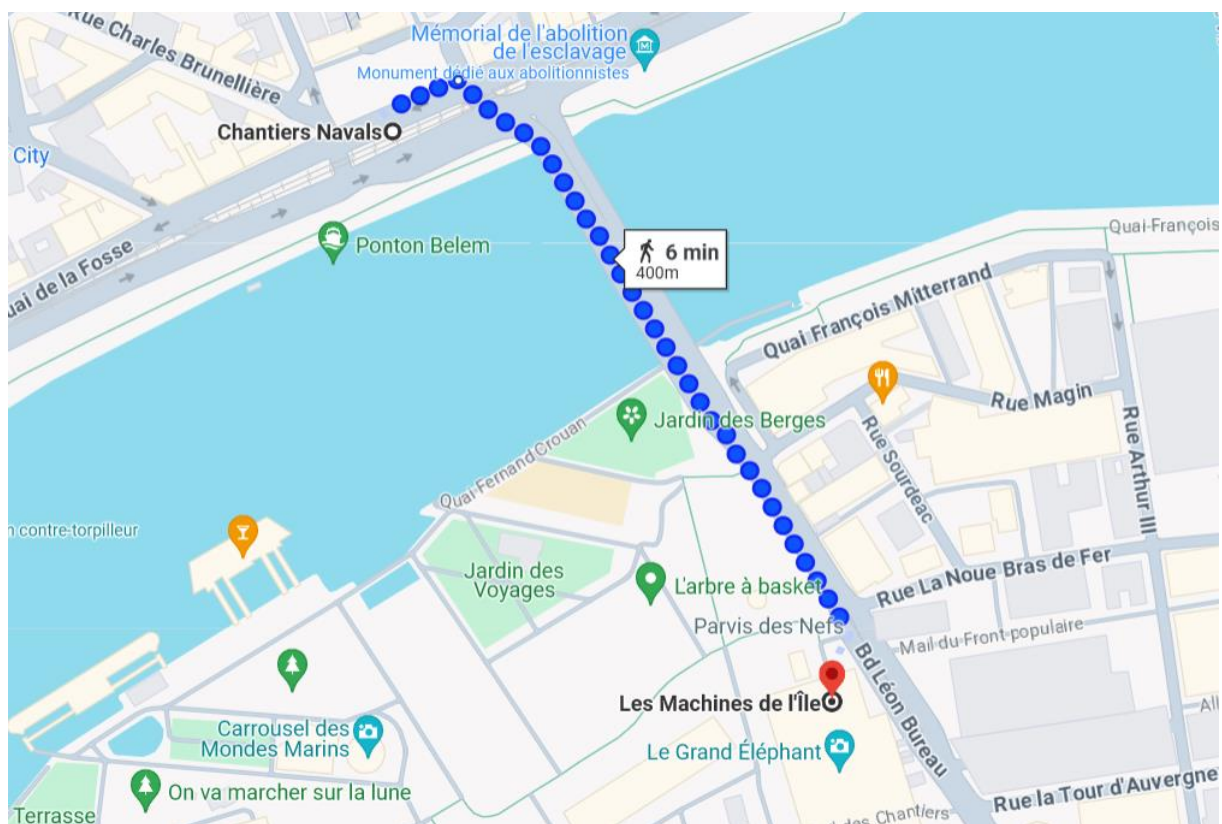 Rue Charles Brunellière
Mémorial de l'abolition
de l'esclavage
Monument dédié aux abolitionnistes
Chantiers Navals
City
Ponton Belem
Quai François
uai de la Fosse
6 min
400m
Quai François Mitterrand
Rue Magin
Jardin des Berges
Rue Sourdeac
Rue Arthur III
Quai-Fernand Crouan
n contre-torpilleur
Jardin des
Voyages
L'arbre à basket
Rue La Noue Bras de Fer
Parvis des Nefs
Mail du Front populaire
Bd Léon Bureau
Les Machines de l'Île
All
Carrousel des
Mondes Marins
Le Grand Éléphant
On va marcher sur la lune
Rue la Tour d'Auvergne
Terrasse
des Chantiers